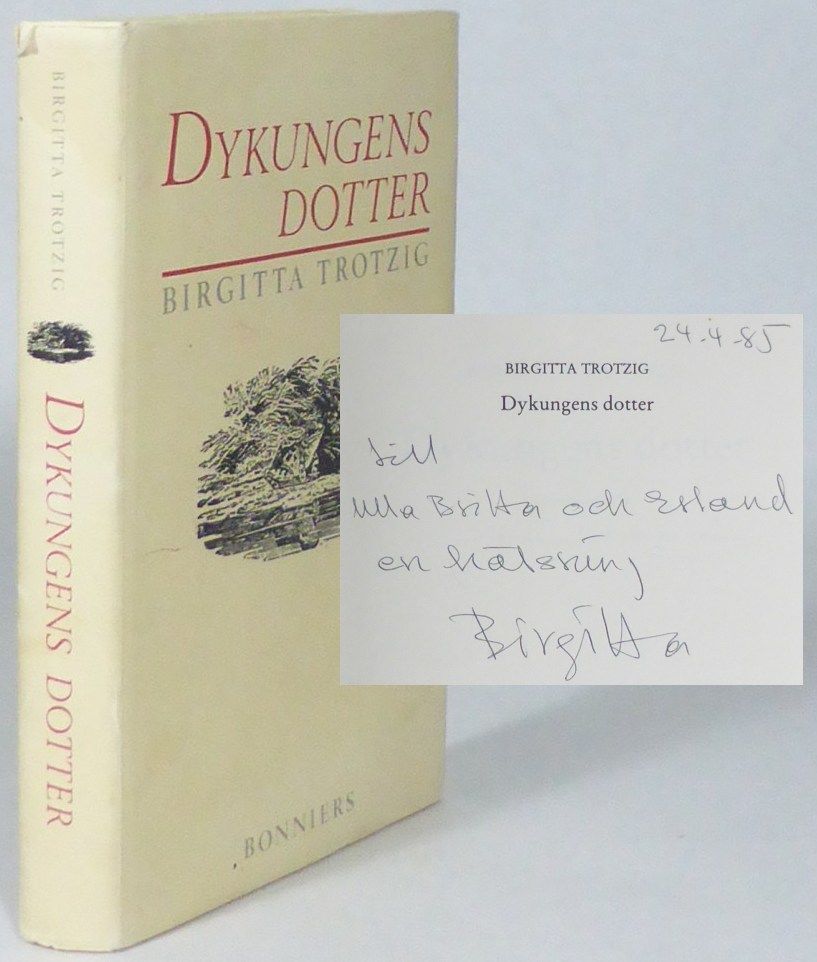 BIRGITTA TROTZIG
DYKUNGENS DOTTER
DYKUNGENS
DOTTER
BIRGITTA TROTZIG
BONNIERS
24-4-85
BIRGITTA TROTZIG
Dykungens dotter
till
Ulla Britta och Erland
en hälsning
Birgitta